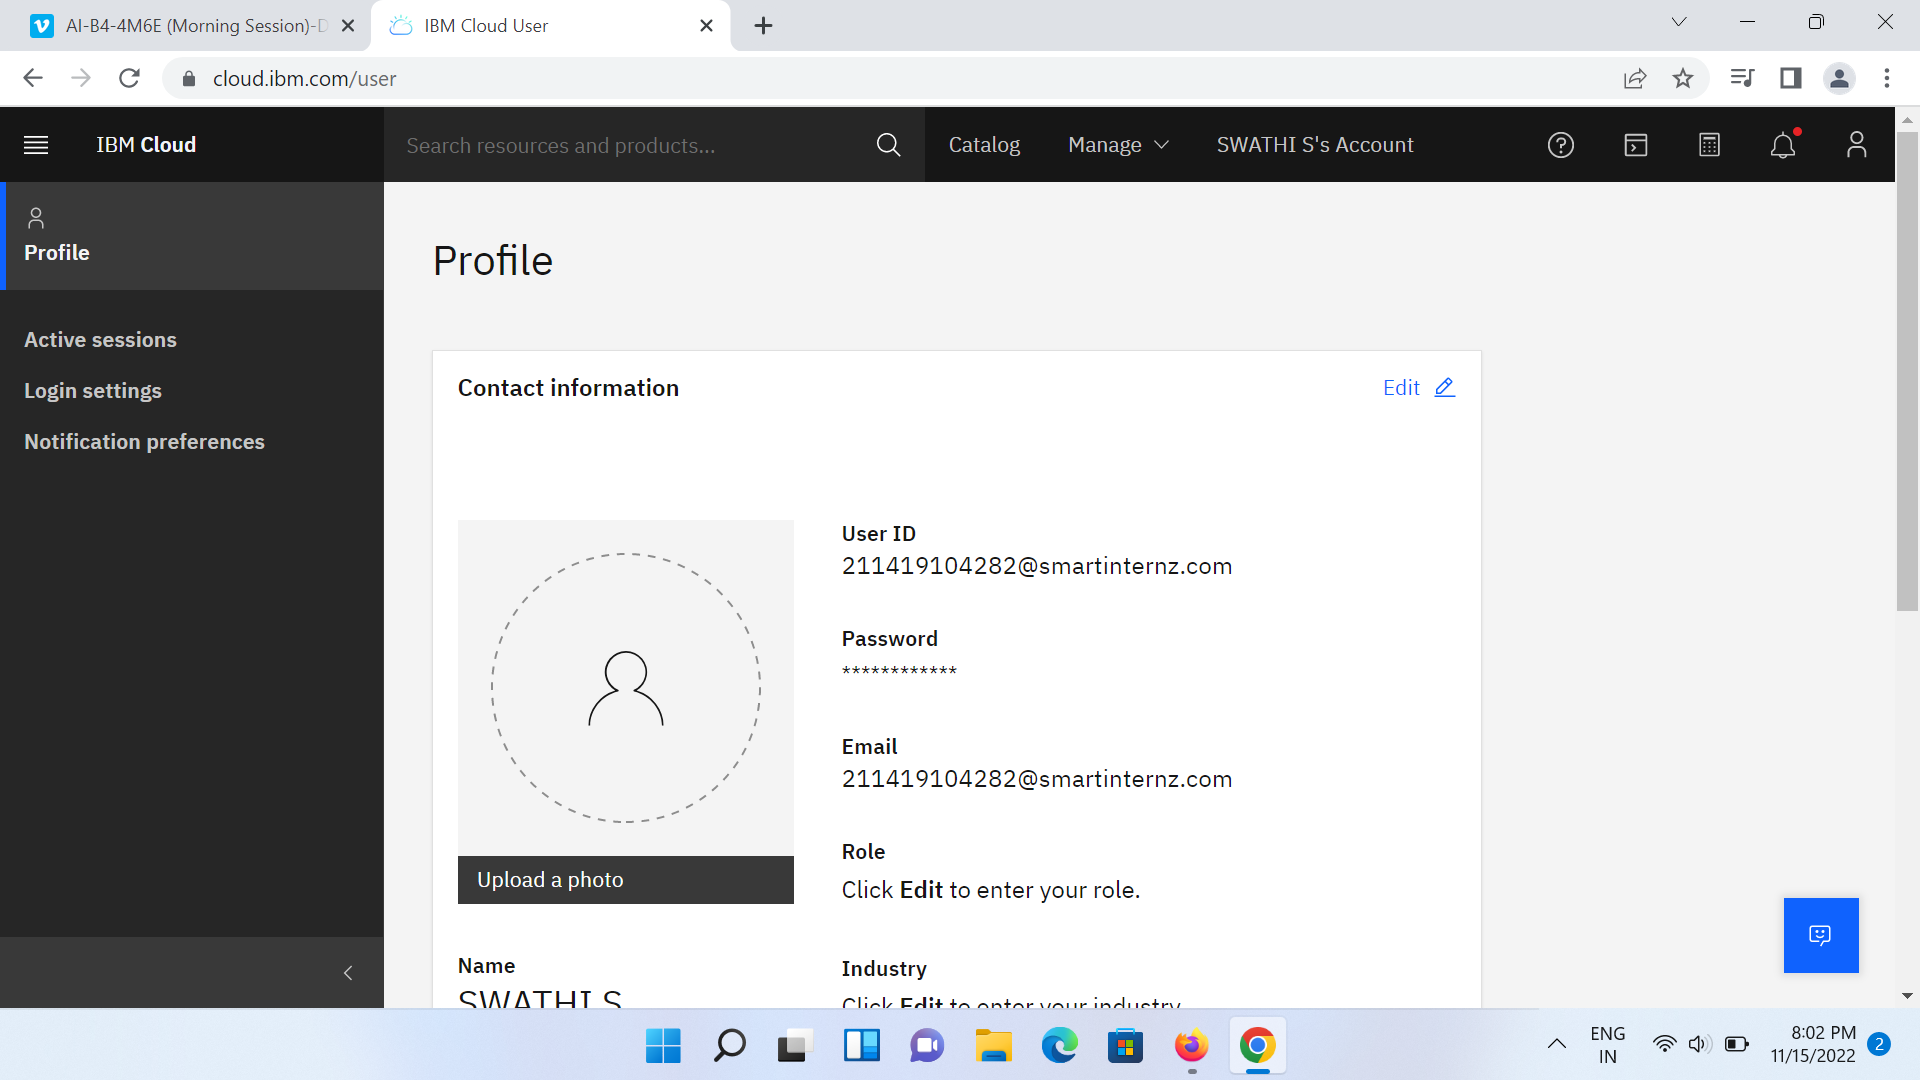 AI-B4-4M6E (Morning Session)-D
IBM Cloud User
cloud.ibm.com/user
IBM Cloud
Search resources and products...
Catalog
Manage
SWATHI S's Account
Profile
Active sessions
Login settings
Notification preferences
Profile
Contact information
Edit
Upload a photo
Name
SWATHI S
User ID
211419104282@smartinternz.com
Password
************
Email
211419104282@smartinternz.com
Role
Click Edit to enter your role.
Industry
Click Edit to enter your industry
ENG
IN
8:02 PM
11/15/2022
2